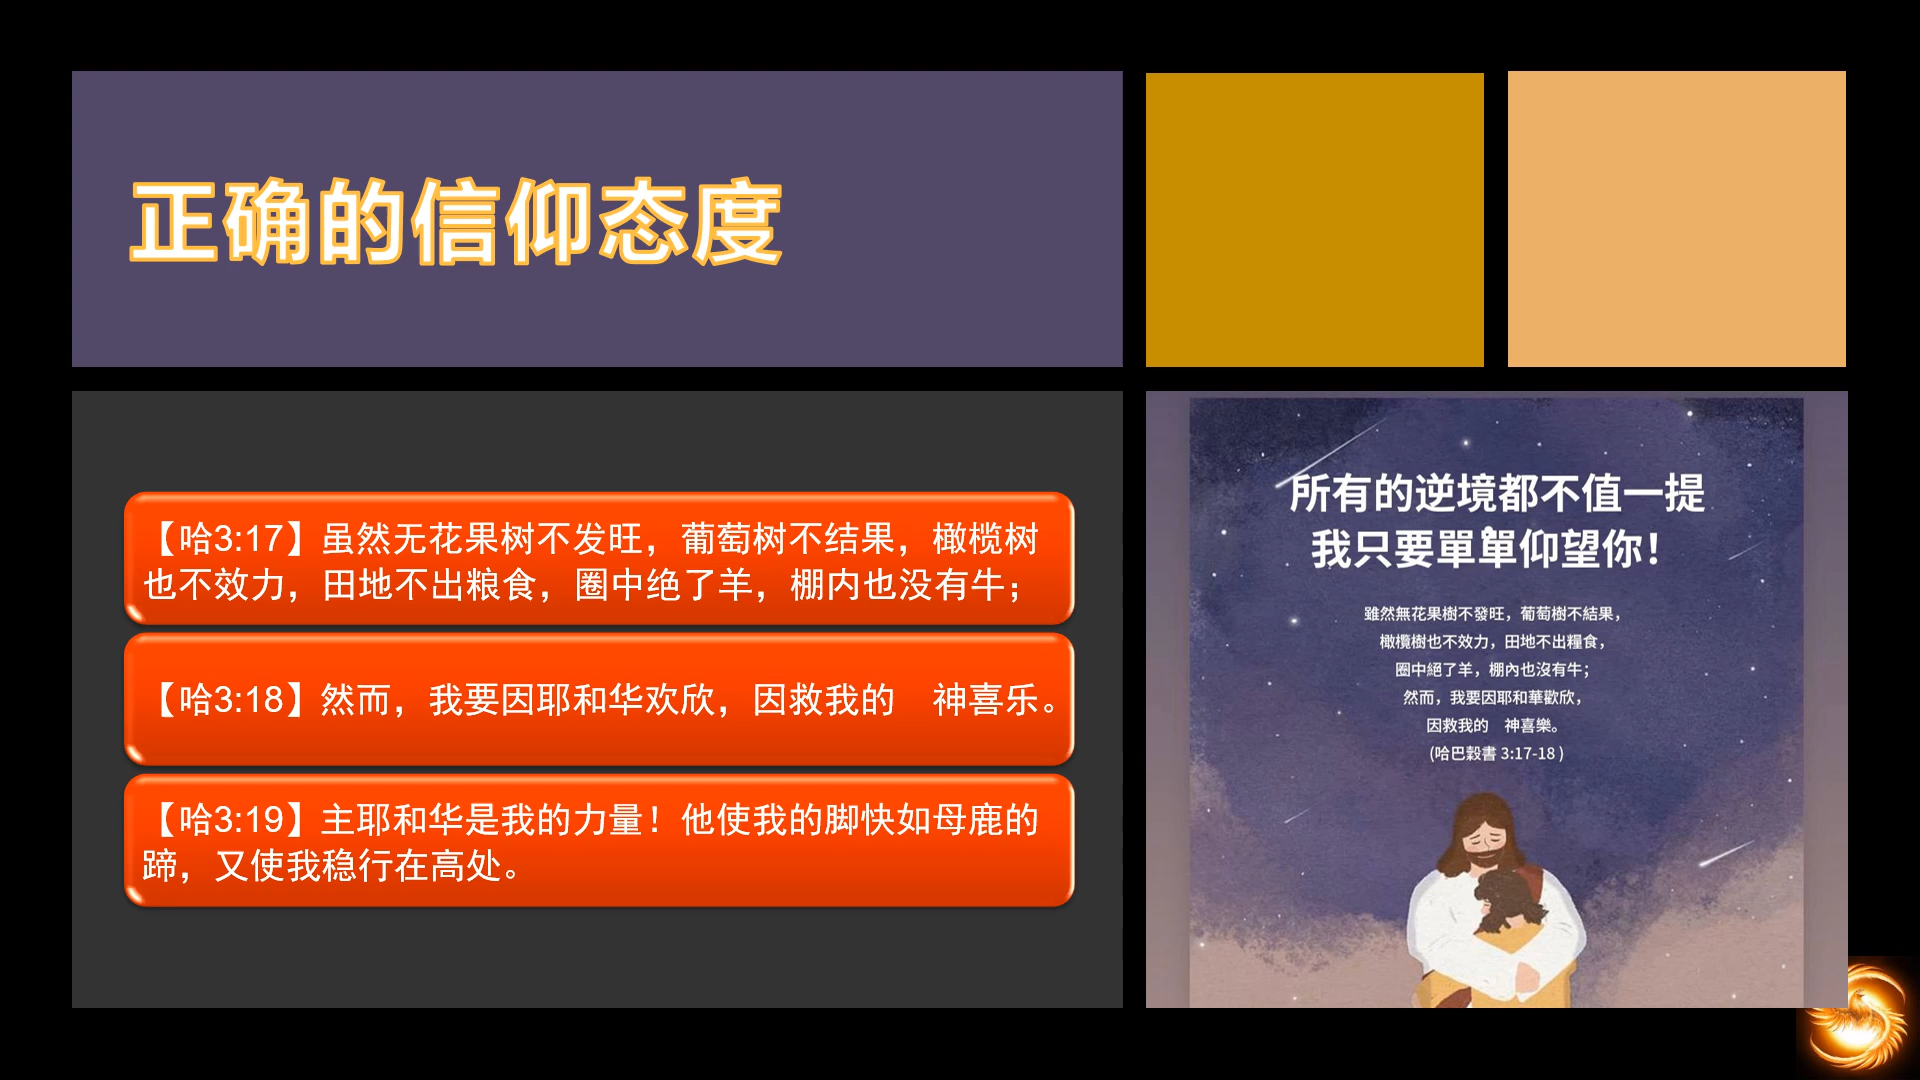 正确的信仰态度
【哈3:17】虽然无花果树不发旺，葡萄树不结果，橄榄树
也不效力，田地不出粮食，圈中绝了羊，棚内也没有牛；
【哈3:18】然而，我要因耶和华欢欣，因救我的　神喜乐。
【哈3:19】主耶和华是我的力量！他使我的脚快如母鹿的
蹄，又使我稳行在高处。
所有的逆境都不值一提
我只要單單仰望你！
雖然無花果樹不發旺，葡萄樹不結果，
橄欖樹也不效力，田地不出糧食，
圈中絕了羊，棚內也沒有牛；
然而，我要因耶和華歡欣，
因救我的　神喜樂。
(哈巴穀書 3:17-18 )